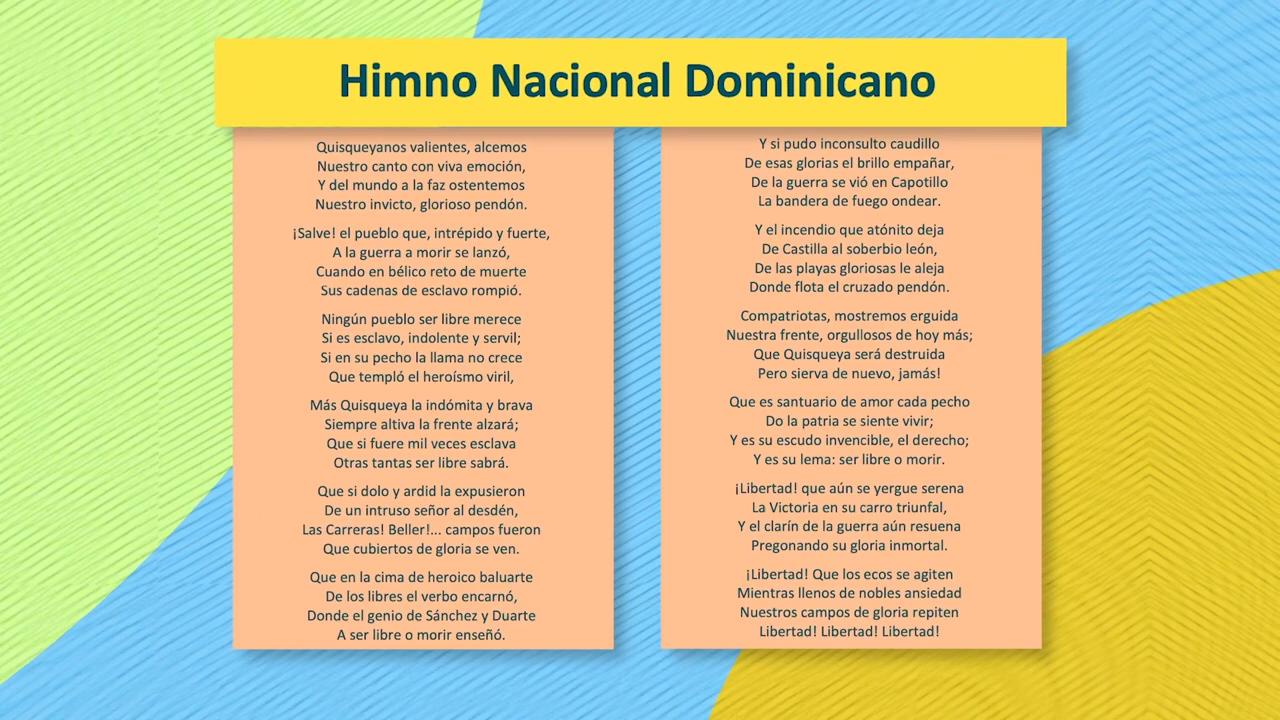 Himno Nacional Dominicano
Quisqueyanos valientes, alcemos
Nuestro canto con viva emoción,
Y del mundo a la faz ostentemos
Nuestro invicto, glorioso pendón.
¡Salve! el pueblo que, intrépido y fuerte,
A la guerra a morir se lanzó,
Cuando en bélico reto de muerte
Sus cadenas de esclavo rompió.
Ningún pueblo ser libre merece
Si es esclavo, indolente y servil;
Si en su pecho la llama no crece
Que templó el heroísmo viril,
Más Quisqueya la indómita y brava
Siempre altiva la frente alzará;
Que si fuere mil veces esclava
Otras tantas ser libre sabrá.
Que si dolo y ardid la expusieron
De un intruso señor al desdén,
Las Carreras! Beller!... campos fueron
Que cubiertos de gloria se ven.
Que en la cima de heroico baluarte
De los libres el verbo encarnó,
Donde el genio de Sánchez y Duarte
A ser libre o morir enseñó.
Y si pudo inconsulto caudillo
De esas glorias el brillo empañar,
De la guerra se vió en Capotillo
La bandera de fuego ondear.
Y el incendio que atónito deja
De Castilla al soberbio león,
De las playas gloriosas le aleja
Donde flota el cruzado pendón.
Compatriotas, mostremos erguida
Nuestra frente, orgullosos de hoy más;
Que Quisqueya será destruida
Pero sierva de nuevo, jamás!
Que es santuario de amor cada pecho
Do la patria se siente vivir;
Y es su escudo invencible, el derecho;
Y es su lema: ser libre o morir.
¡Libertad! que aún se yergue serena
La Victoria en su carro triunfal,
Y el clarín de la guerra aún resuena
Pregonando su gloria inmortal.
¡Libertad! Que los ecos se agiten
Mientras llenos de nobles ansiedad
Nuestros campos de gloria repiten
Libertad! Libertad! Libertad!